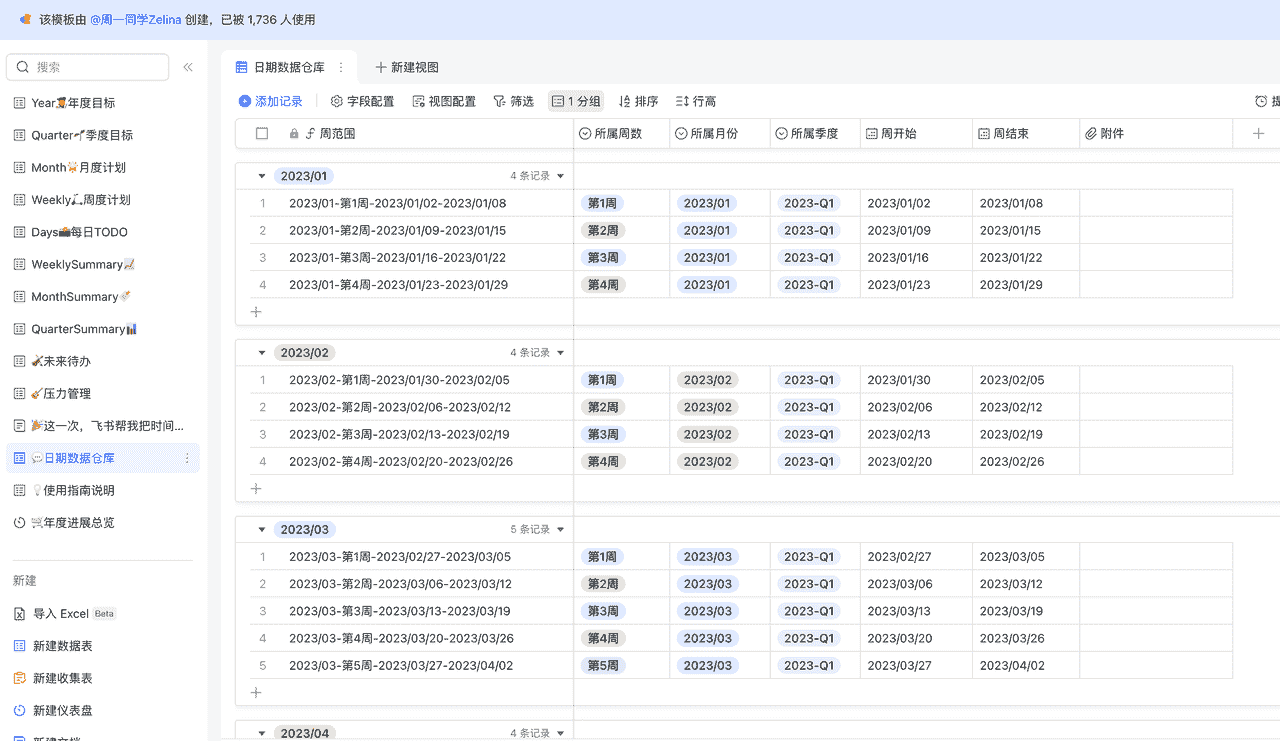 该模板由 @周一同学Zelina 创建，已被 1,736 人使用
搜索
Year年度目标
Quarter季度目标
Month月度计划
Weekly周度计划
Days每日TODO
WeeklySummary
MonthSummary
QuarterSummary
未来待办
压力管理
这一次，飞书帮我把时间...
日期数据仓库
使用指南说明
年度进展总览
新建
导入 Excel Beta
新建数据表
新建收集表
新建仪表盘
新建文档
日期数据仓库 新建视图
添加记录 字段配置 视图配置 筛选 1 分组 排序 行高
周范围 所属周数 所属月份 所属季度 周开始 周结束 附件
2023/01 4 条记录
1 2023/01-第1周-2023/01/02-2023/01/08 第1周 2023/01 2023-Q1 2023/01/02 2023/01/08
2 2023/01-第2周-2023/01/09-2023/01/15 第2周 2023/01 2023-Q1 2023/01/09 2023/01/15
3 2023/01-第3周-2023/01/16-2023/01/22 第3周 2023/01 2023-Q1 2023/01/16 2023/01/22
4 2023/01-第4周-2023/01/23-2023/01/29 第4周 2023/01 2023-Q1 2023/01/23 2023/01/29
2023/02 4 条记录
1 2023/02-第1周-2023/01/30-2023/02/05 第1周 2023/02 2023-Q1 2023/01/30 2023/02/05
2 2023/02-第2周-2023/02/06-2023/02/12 第2周 2023/02 2023-Q1 2023/02/06 2023/02/12
3 2023/02-第3周-2023/02/13-2023/02/19 第3周 2023/02 2023-Q1 2023/02/13 2023/02/19
4 2023/02-第4周-2023/02/20-2023/02/26 第4周 2023/02 2023-Q1 2023/02/20 2023/02/26
2023/03 5 条记录
1 2023/03-第1周-2023/02/27-2023/03/05 第1周 2023/03 2023-Q1 2023/02/27 2023/03/05
2 2023/03-第2周-2023/03/06-2023/03/12 第2周 2023/03 2023-Q1 2023/03/06 2023/03/12
3 2023/03-第3周-2023/03/13-2023/03/19 第3周 2023/03 2023-Q1 2023/03/13 2023/03/19
4 2023/03-第4周-2023/03/20-2023/03/26 第4周 2023/03 2023-Q1 2023/03/20 2023/03/26
5 2023/03-第5周-2023/03/27-2023/04/02 第5周 2023/03 2023-Q1 2023/03/27 2023/04/02
2023/04 4 条记录